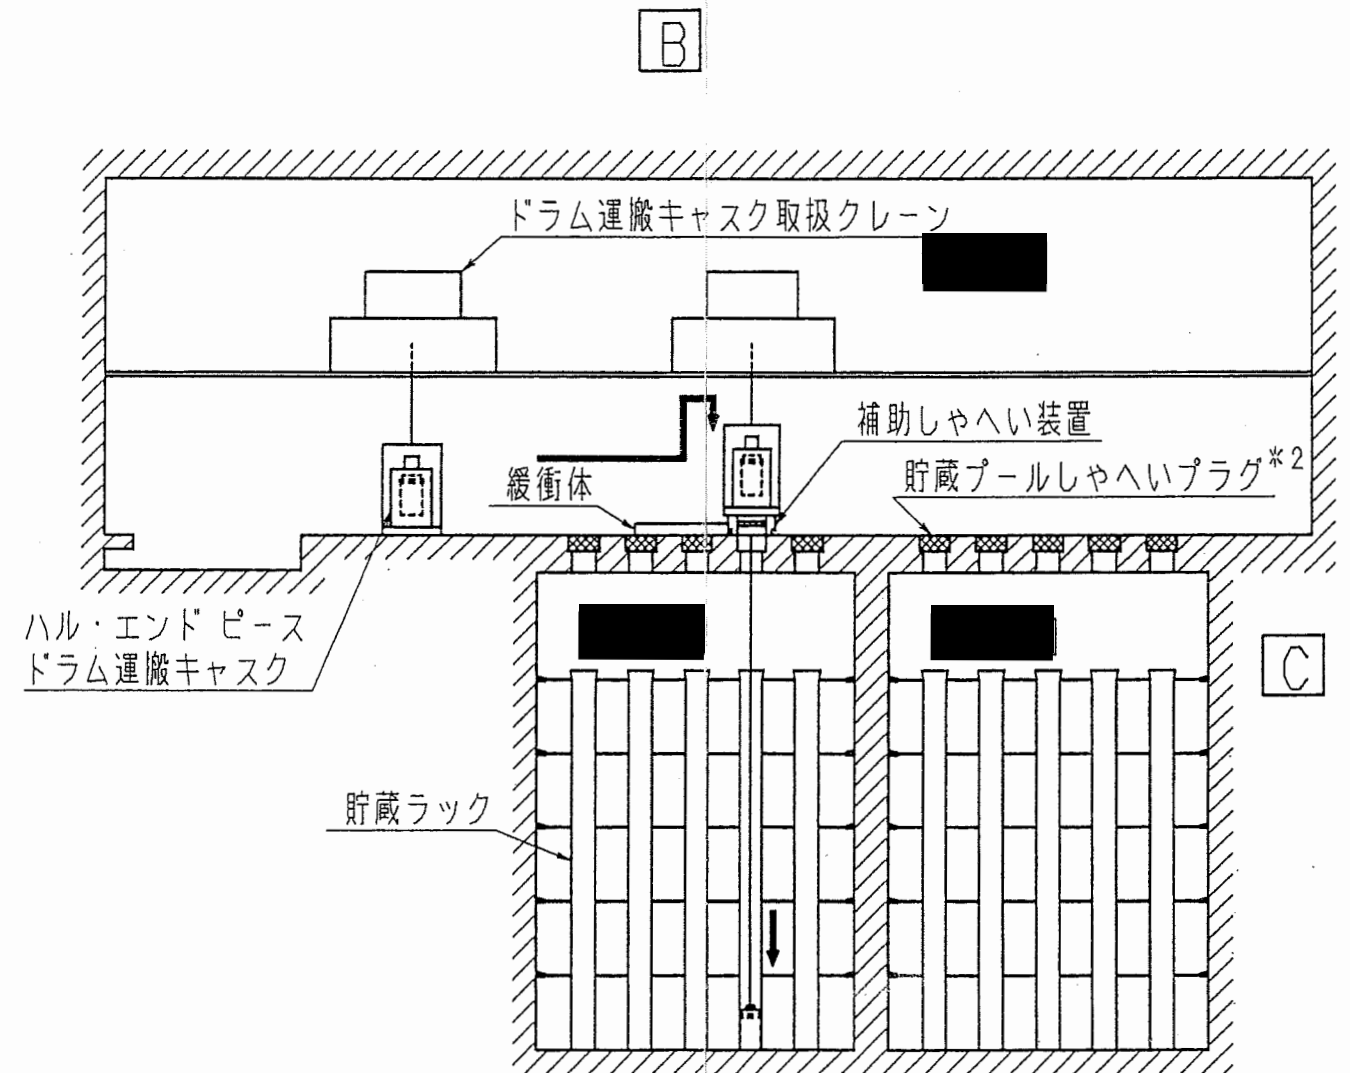 B
ドラム運搬キャスク取扱クレーン
補助しゃへい装置
貯蔵プールしゃへいプラグ*2
緩衝体
ハル・エンド ピース
ドラム運搬キャスク
C
貯蔵ラック